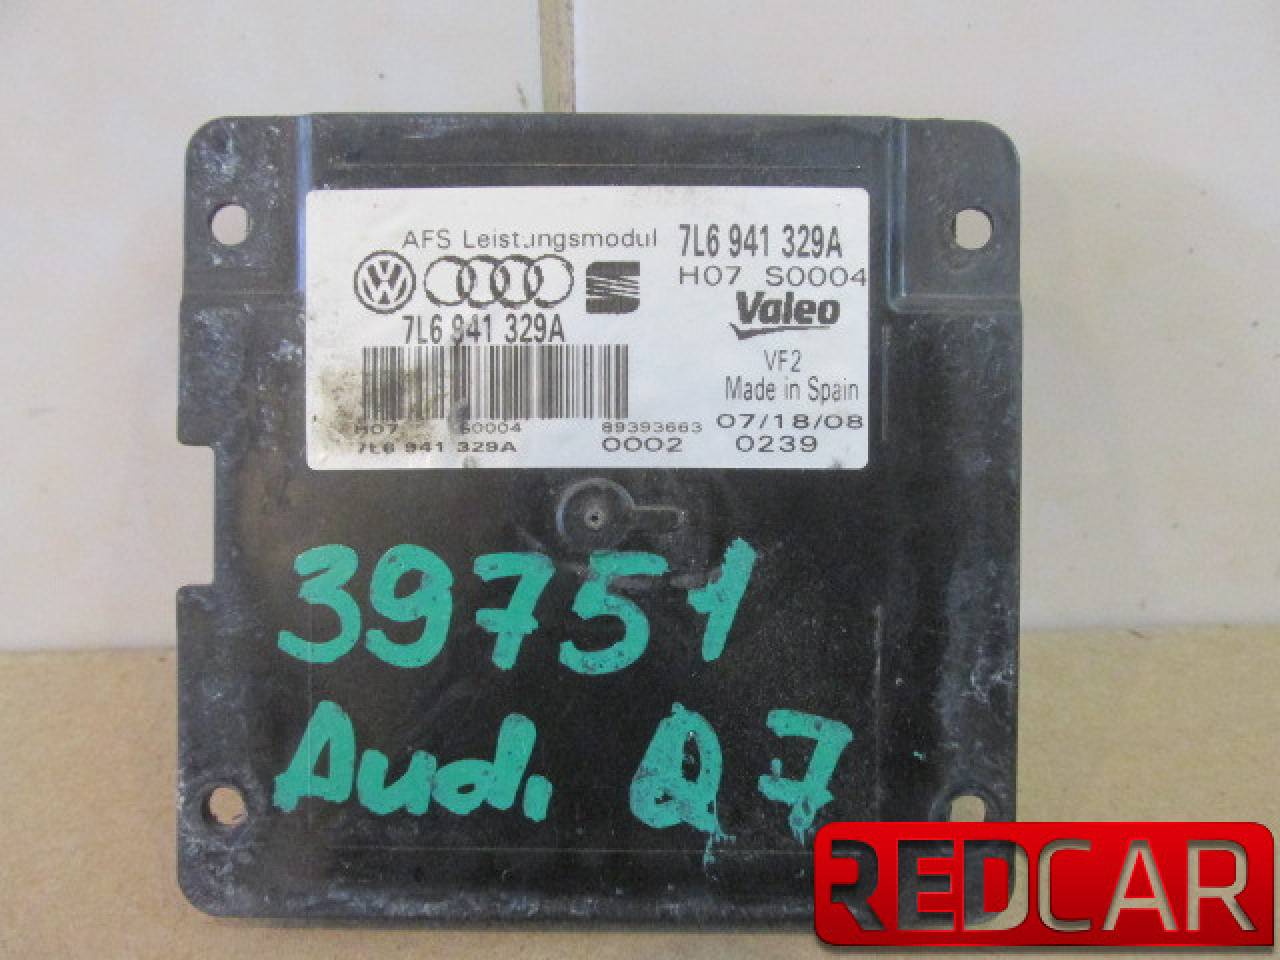 AFS Leistungsmodul 7L6 941 329A
H07 S0004
Valeo
7L6 941 329A
VF2
Made in Spain
H07 S0004 89393663 07/18/08
7L6 941 329A 0002 0239
39751
Audi Q7
REDCAR